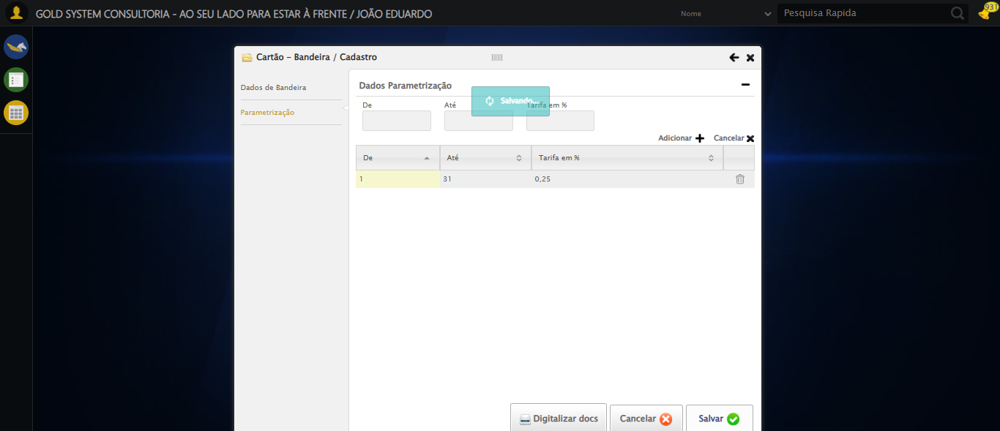 GOLD SYSTEM CONSULTORIA - AO SEU LADO PARA ESTAR À FRENTE / JOÃO EDUARDO
Nome
Pesquisa Rapida
931
Cartão - Bandeira / Cadastro
Dados de Bandeira
Parametrização
Dados Parametrização
Salvando...
De
Até
Tarifa em %
Adicionar
Cancelar
De
Até
Tarifa em %
1
31
0,25
Digitalizar docs
Cancelar
Salvar